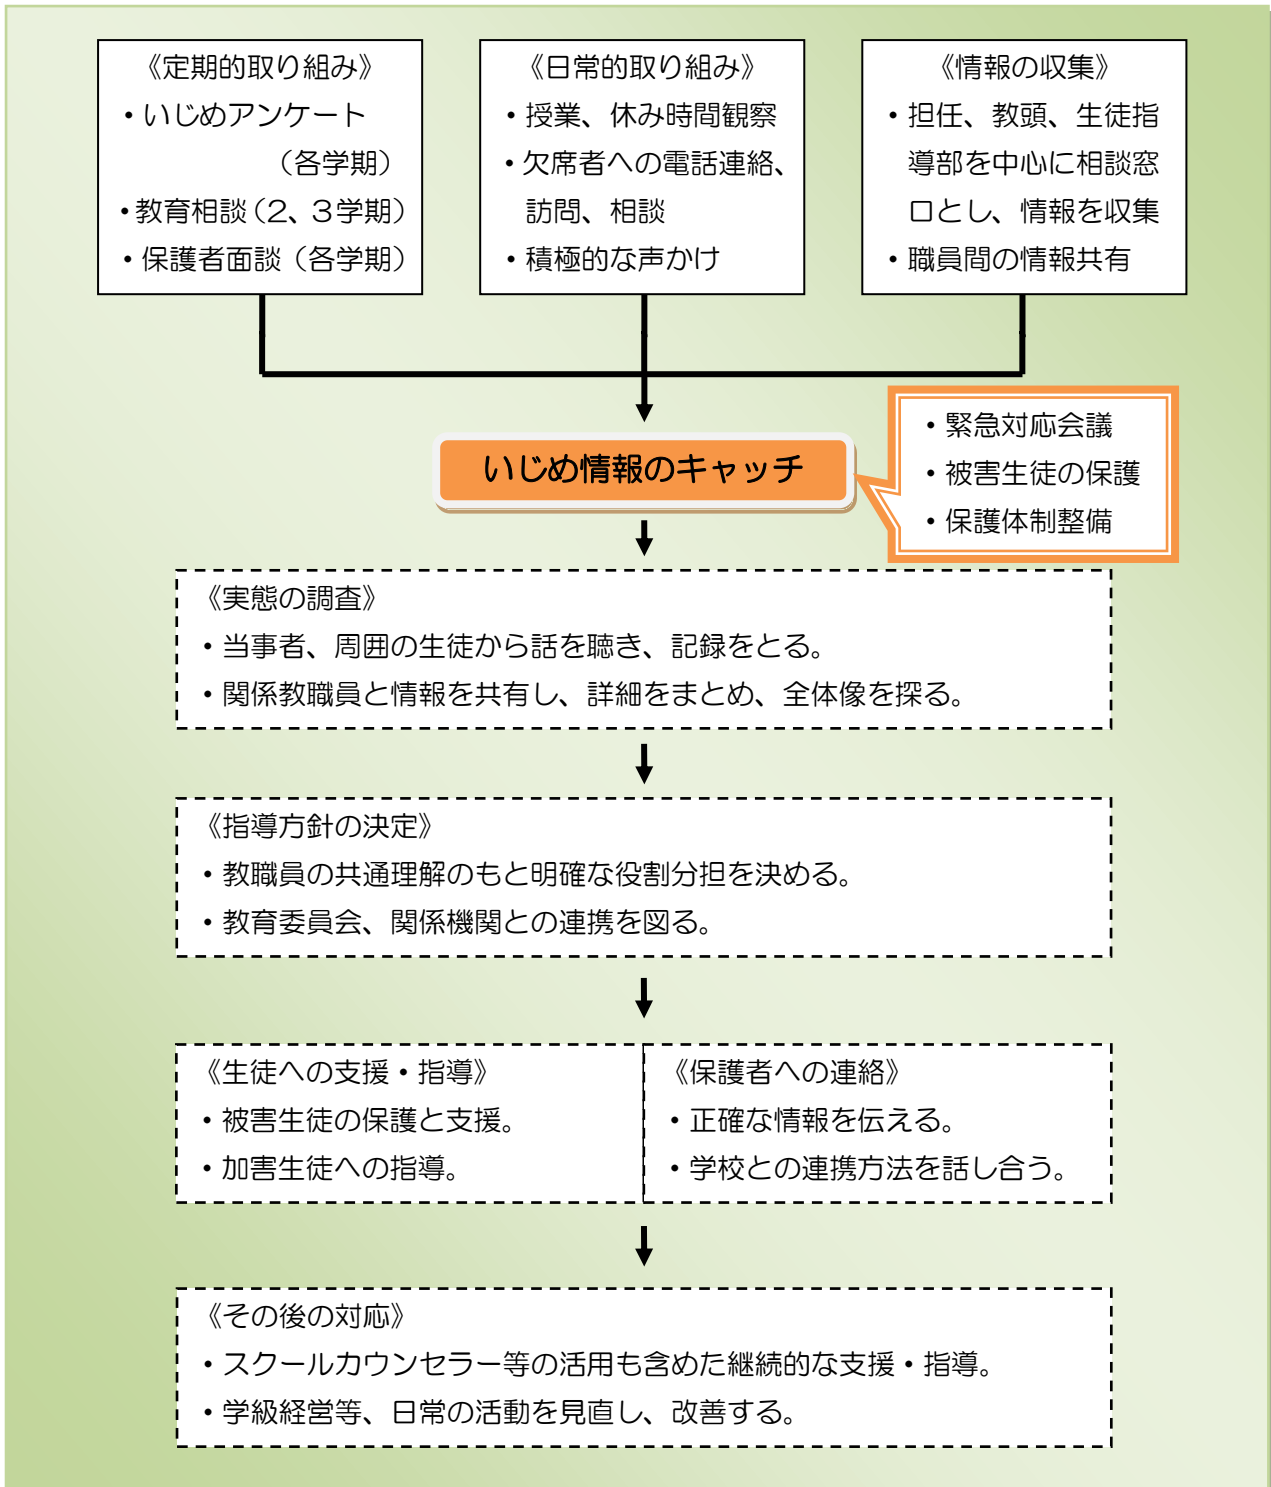 《定期的取り組み》
・いじめアンケート
（各学期）
・教育相談（２、３学期）
・保護者面談（各学期）
《日常的取り組み》
・授業、休み時間観察
・欠席者への電話連絡、
訪問、相談
・積極的な声かけ
《情報の収集》
・担任、教頭、生徒指
導部を中心に相談窓
口とし、情報を収集
・職員間の情報共有
いじめ情報のキャッチ
・緊急対応会議
・被害生徒の保護
・保護体制整備
《実態の調査》
・当事者、周囲の生徒から話を聴き、記録をとる。
・関係教職員と情報を共有し、詳細をまとめ、全体像を探る。
《指導方針の決定》
・教職員の共通理解のもと明確な役割分担を決める。
・教育委員会、関係機関との連携を図る。
《生徒への支援・指導》
・被害生徒の保護と支援。
・加害生徒への指導。
《保護者への連絡》
・正確な情報を伝える。
・学校との連携方法を話し合う。
《その後の対応》
・スクールカウンセラー等の活用も含めた継続的な支援・指導。
・学級経営等、日常の活動を見直し、改善する。